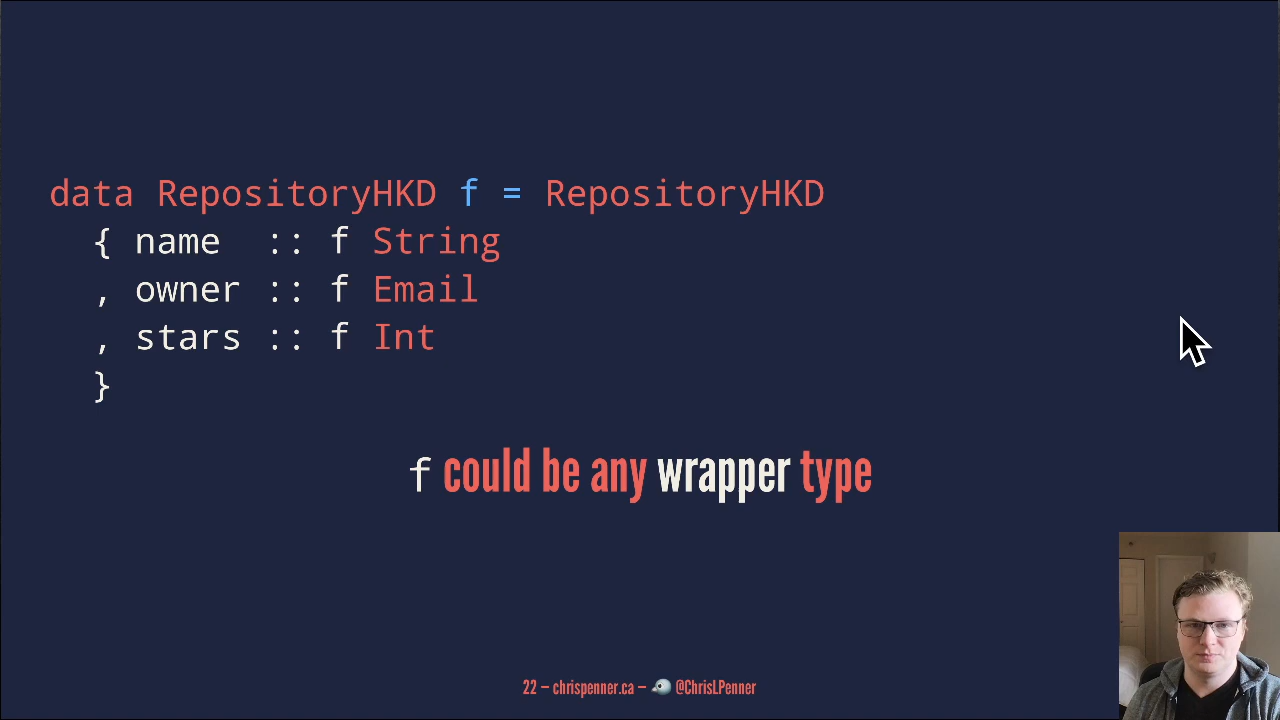 data RepositoryHKD f = RepositoryHKD
  { name  :: f String
  , owner :: f Email
  , stars :: f Int
  }
f could be any wrapper type
22 — chrispenner.ca — 🐦 @ChrisLPenner